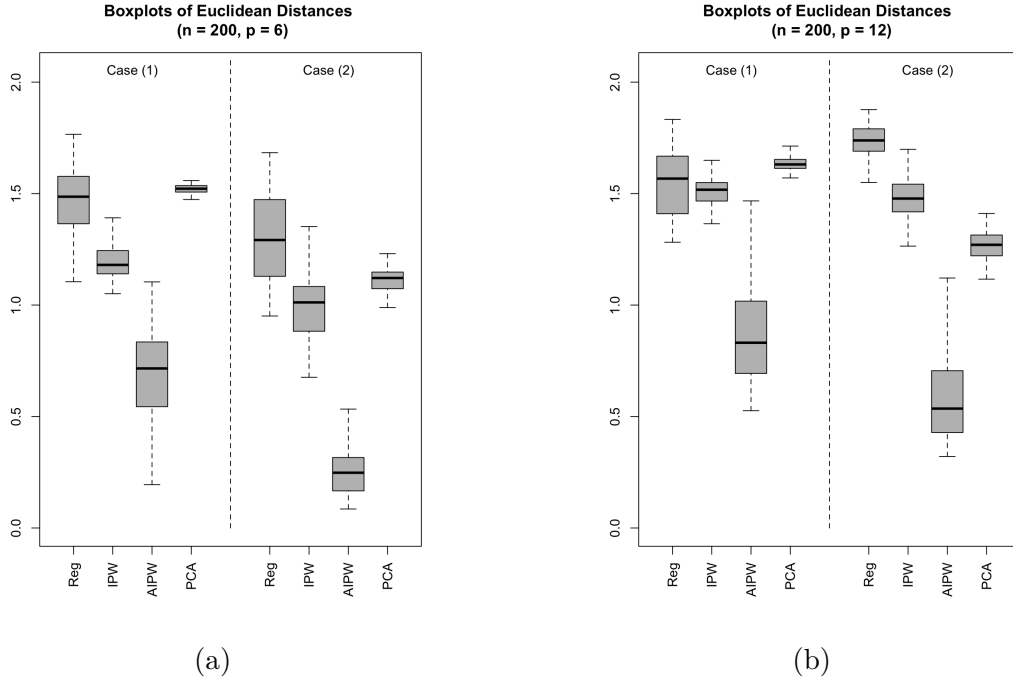 Boxplots of Euclidean Distances
(n = 200, p = 6)
Case (1)
Case (2)
2.0
1.5
1.0
0.5
0.0
Reg
IPW
AIPW
PCA
Reg
IPW
AIPW
PCA
(a)
Boxplots of Euclidean Distances
(n = 200, p = 12)
Case (1)
Case (2)
2.0
1.5
1.0
0.5
0.0
Reg
IPW
AIPW
PCA
Reg
IPW
AIPW
PCA
(b)